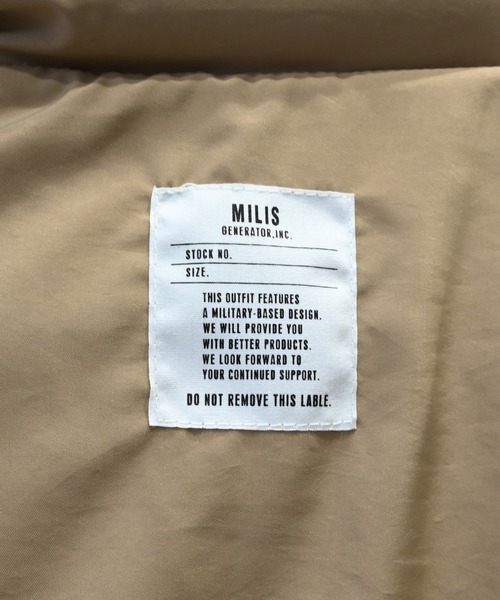 MILIS
GENERATOR,INC.
STOCK NO.
SIZE.
THIS OUTFIT FEATURES
A MILITARY-BASED DESIGN.
WE WILL PROVIDE YOU
WITH BETTER PRODUCTS.
WE LOOK FORWARD TO
YOUR CONTINUED SUPPORT.
DO NOT REMOVE THIS LABLE.